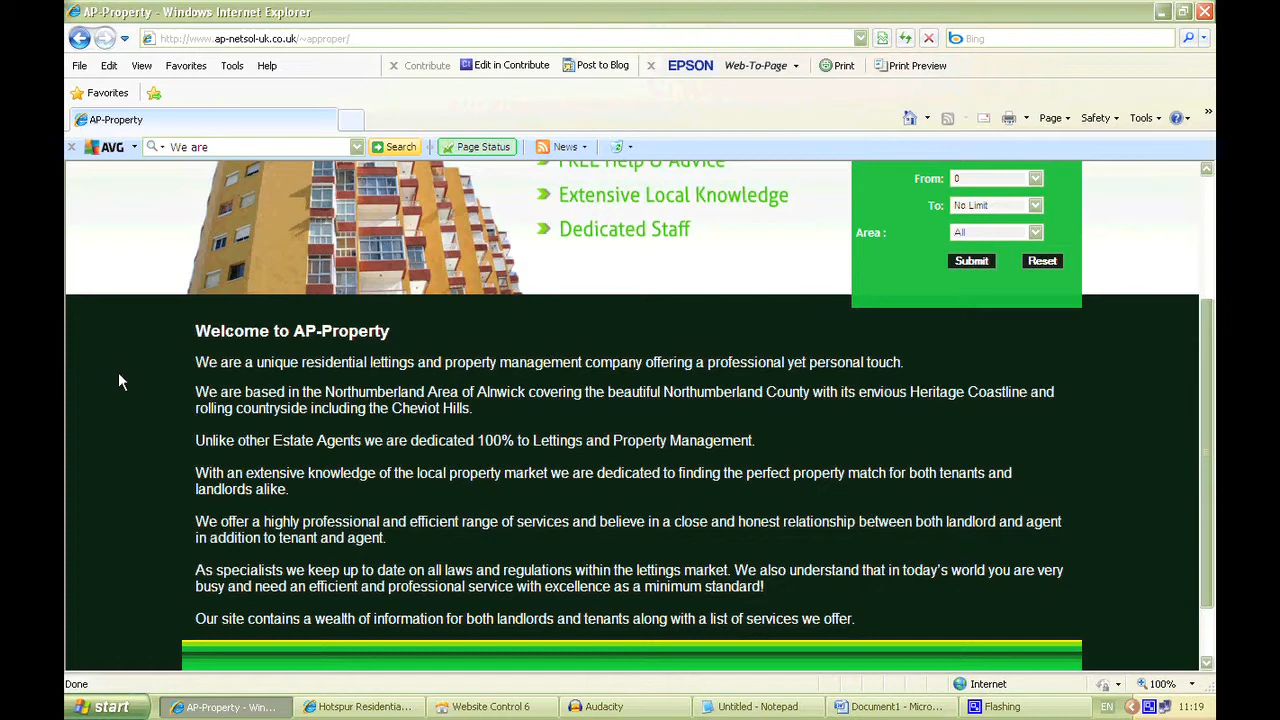 AP-Property - Windows Internet Explorer
http://www.ap-netsol-uk.co.uk/~approper/
Bing
File Edit View Favorites Tools Help
Contribute Edit in Contribute Post to Blog
EPSON Web-To-Page Print Print Preview
Favorites
AP-Property
Page Safety Tools
AVG We are Search Page Status News
FREE Help & Advice
Extensive Local Knowledge
Dedicated Staff
From: 0
To: No Limit
Area : All
Submit Reset
Welcome to AP-Property
We are a unique residential lettings and property management company offering a professional yet personal touch.
We are based in the Northumberland Area of Alnwick covering the beautiful Northumberland County with its envious Heritage Coastline and
rolling countryside including the Cheviot Hills.
Unlike other Estate Agents we are dedicated 100% to Lettings and Property Management.
With an extensive knowledge of the local property market we are dedicated to finding the perfect property match for both tenants and
landlords alike.
We offer a highly professional and efficient range of services and believe in a close and honest relationship between both landlord and agent
in addition to tenant and agent.
As specialists we keep up to date on all laws and regulations within the lettings market. We also understand that in today's world you are very
busy and need an efficient and professional service with excellence as a minimum standard!
Our site contains a wealth of information for both landlords and tenants along with a list of services we offer.
Done Internet 100%
start AP-Property - Win... Hotspur Residentia... Website Control 6 Audacity Untitled - Notepad Document1 - Micro... Flashing EN 11:19